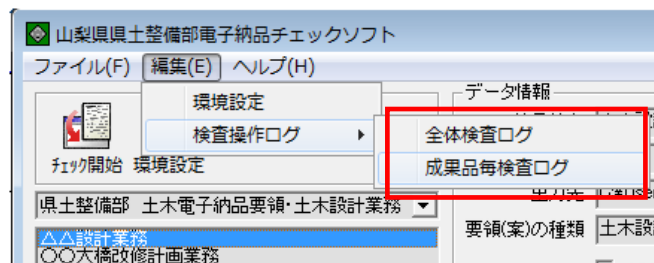 山梨県県土整備部電子納品チェックソフト
ファイル(F) 編集(E) ヘルプ(H)
環境設定
検査操作ログ
全体検査ログ
成果品毎検査ログ
データ情報
チェック開始 環境設定
県土整備部 土木電子納品要領・土木設計業務
要領(案)の種類 土木設
△△設計業務
〇〇大橋改修計画業務